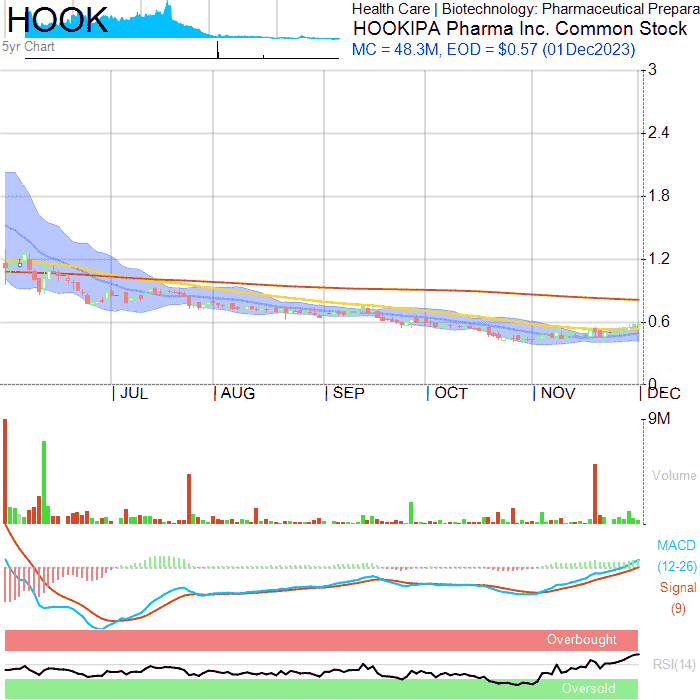 HOOK
5yr Chart
Health Care | Biotechnology: Pharmaceutical Prepara
HOOKIPA Pharma Inc. Common Stock
MC = 48.3M, EOD = $0.57 (01Dec2023)
3
2.4
1.8
1.2
0.6
0
JUL AUG SEP OCT NOV DEC
9M
Volume
MACD
(12-26)
Signal
(9)
Overbought
RSI(14)
Oversold